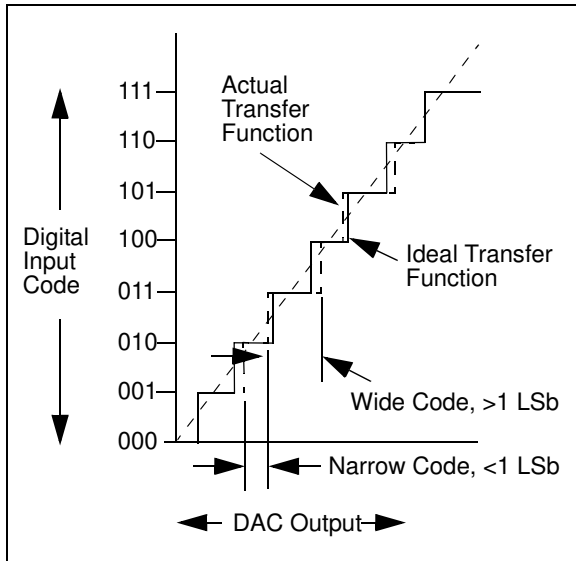 111
110
101
100
011
010
001
000
Digital
Input
Code
Actual
Transfer
Function
Ideal Transfer
Function
Wide Code, >1 LSb
Narrow Code, <1 LSb
DAC Output